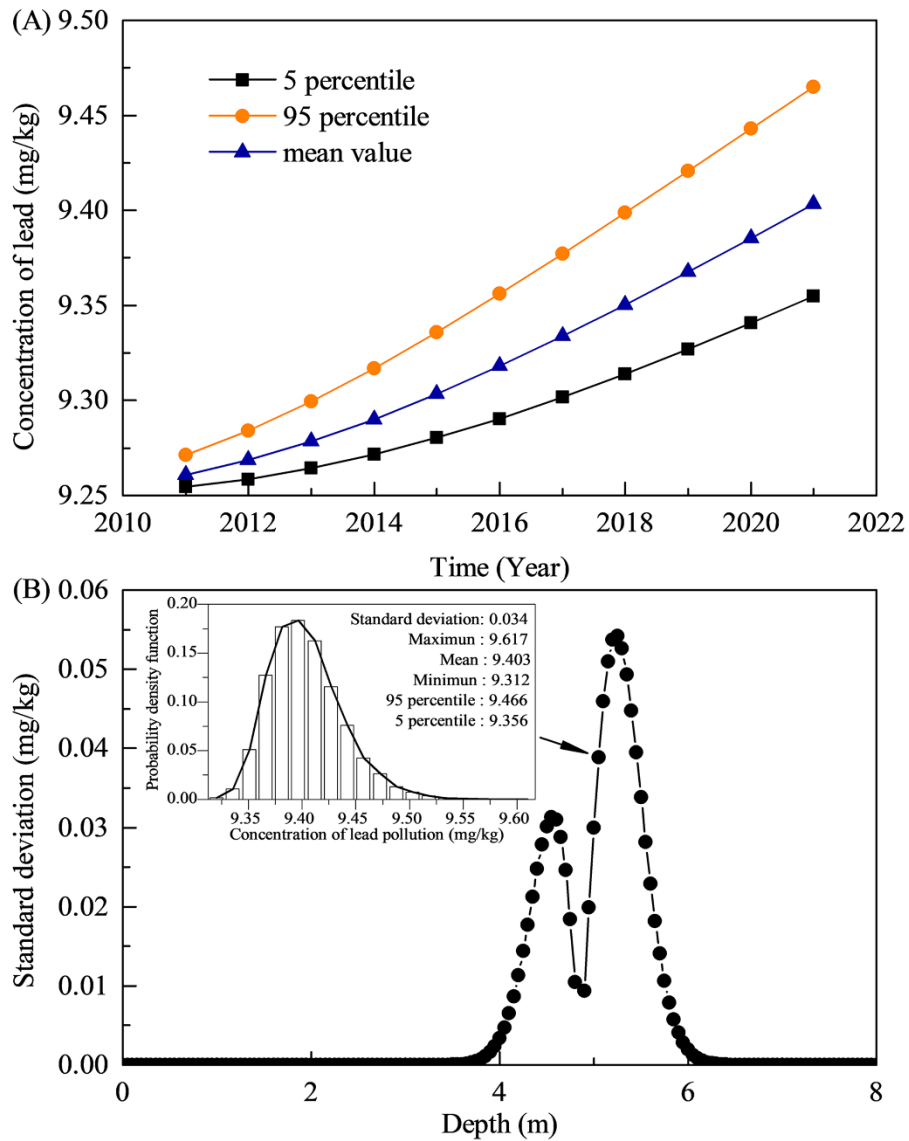 (A)
9.50
9.45
9.40
9.35
9.30
9.25
Concentration of lead (mg/kg)
5 percentile
95 percentile
mean value
2010 2012 2014 2016 2018 2020 2022
Time (Year)
(B)
0.06
0.05
0.04
0.03
0.02
0.01
0.00
Standard deviation (mg/kg)
0.20
0.15
0.10
0.05
0.00
Probability density function
Standard deviation: 0.034
Maximun : 9.617
Mean : 9.403
Minimun : 9.312
95 percentile : 9.466
5 percentile : 9.356
9.35 9.40 9.45 9.50 9.55 9.60
Concentration of lead pollution (mg/kg)
0 2 4 6 8
Depth (m)